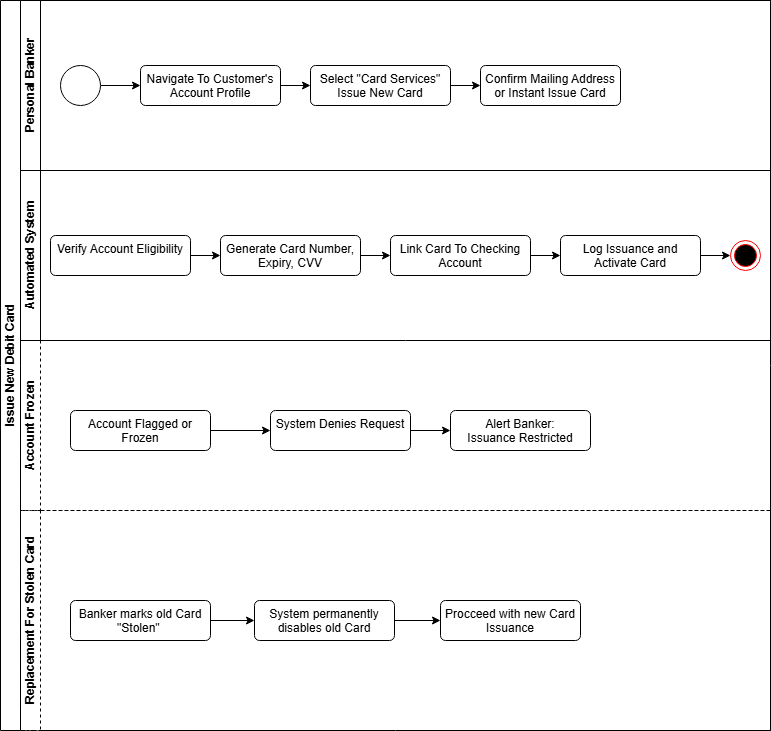 Issue New Debit Card
Personal Banker
Navigate To Customer's
Account Profile
Select "Card Services"
Issue New Card
Confirm Mailing Address
or Instant Issue Card
Automated System
Verify Account Eligibility
Generate Card Number,
Expiry, CVV
Link Card To Checking
Account
Log Issuance and
Activate Card
Account Frozen
Account Flagged or
Frozen
System Denies Request
Alert Banker:
Issuance Restricted
Replacement For Stolen Card
Banker marks old Card
"Stolen"
System permanently
disables old Card
Procceed with new Card
Issuance